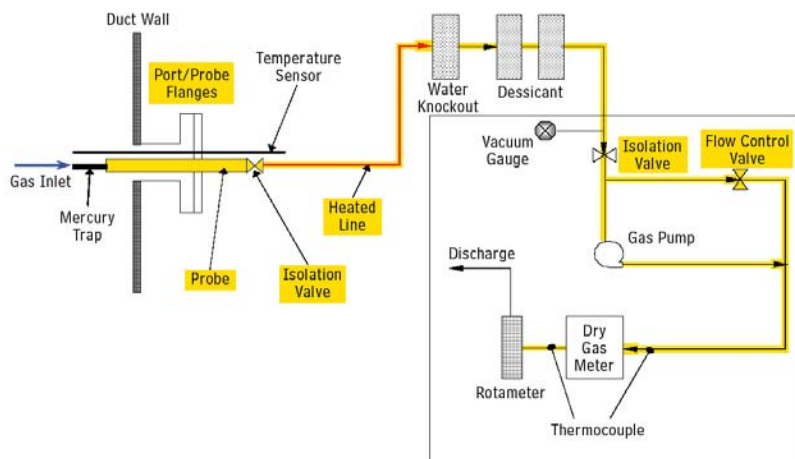 Duct Wall
Port/Probe
Flanges
Temperature
Sensor
Gas Inlet
Mercury
Trap
Probe
Isolation
Valve
Heated
Line
Water
Knockout
Dessicant
Vacuum
Gauge
Isolation
Valve
Flow Control
Valve
Gas Pump
Discharge
Dry
Gas
Meter
Rotameter
Thermocouple